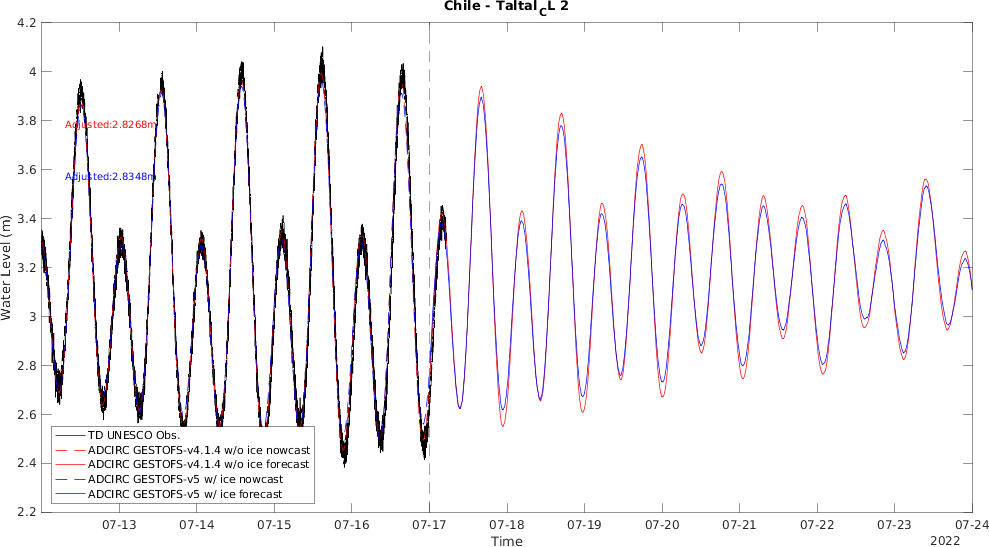 Chile - TaltalCL 2
4.2
4
3.8
3.6
3.4
3.2
3
2.8
2.6
2.4
2.2
Water Level (m)
Adjusted:2.8268m
Adjusted:2.8348m
TD UNESCO Obs.
ADCIRC GESTOFS-v4.1.4 w/o ice nowcast
ADCIRC GESTOFS-v4.1.4 w/o ice forecast
ADCIRC GESTOFS-v5 w/ ice nowcast
ADCIRC GESTOFS-v5 w/ ice forecast
07-13 07-14 07-15 07-16 07-17 07-18 07-19 07-20 07-21 07-22 07-23 07-24
Time
2022